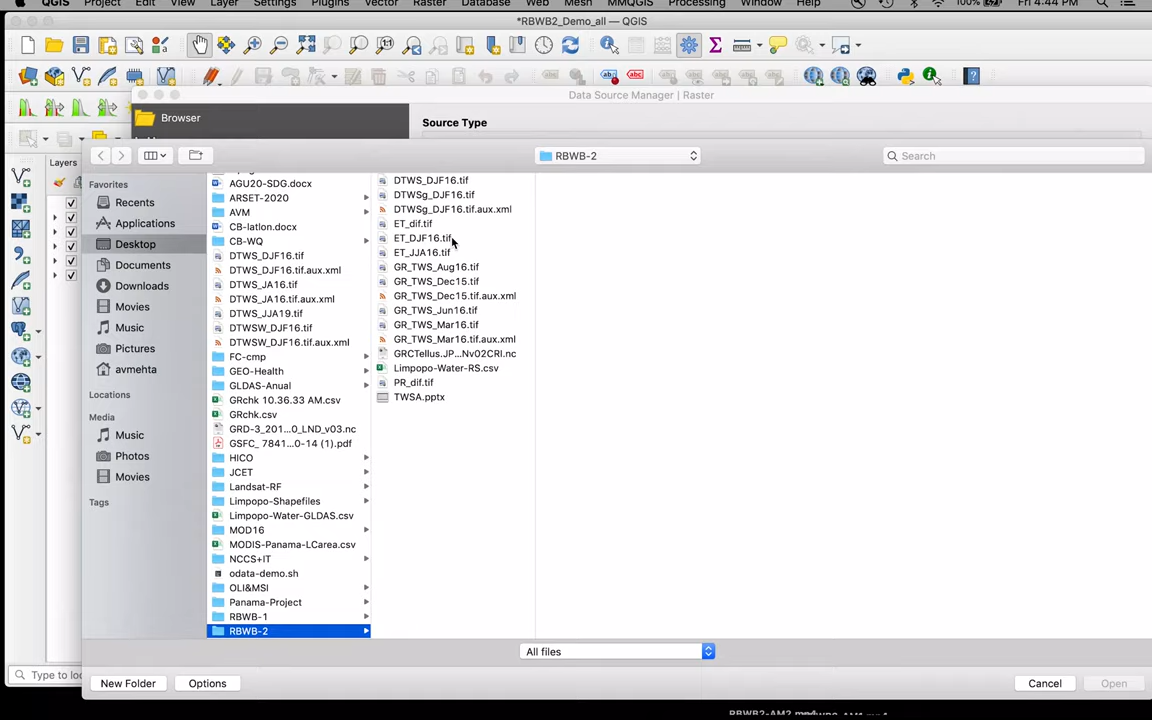 QGIS Project Edit View Layer Settings Plugins Vector Raster Database Web Mesh MMQGIS Processing Window Help 100% Fri 4:44 PM
*RBWB2_Demo_all — QGIS
Data Source Manager | Raster
Browser
Source Type
RBWB-2
Search
Layers
Favorites
Recents
Applications
Desktop
Documents
Downloads
Movies
Music
Pictures
avmehta
Locations
Media
Music
Photos
Movies
Tags
AGU20-SDG.docx
ARSET-2020
AVM
CB-latlon.docx
CB-WQ
DTWS_DJF16.tif
DTWS_DJF16.tif.aux.xml
DTWS_JA16.tif
DTWS_JA16.tif.aux.xml
DTWS_JJA19.tif
DTWSW_DJF16.tif
DTWSW_DJF16.tif.aux.xml
FC-cmp
GEO-Health
GLDAS-Anual
GRchk 10.36.33 AM.csv
GRchk.csv
GRD-3_201...0_LND_v03.nc
GSFC_ 7841...0-14 (1).pdf
HICO
JCET
Landsat-RF
Limpopo-Shapefiles
Limpopo-Water-GLDAS.csv
MOD16
MODIS-Panama-LCarea.csv
NCCS+IT
odata-demo.sh
OLI&MSI
Panama-Project
RBWB-1
RBWB-2
DTWS_DJF16.tif
DTWSg_DJF16.tif
DTWSg_DJF16.tif.aux.xml
ET_dif.tif
ET_DJF16.tif
ET_JJA16.tif
GR_TWS_Aug16.tif
GR_TWS_Dec15.tif
GR_TWS_Dec15.tif.aux.xml
GR_TWS_Jun16.tif
GR_TWS_Mar16.tif
GR_TWS_Mar16.tif.aux.xml
GRCTellus.JP...Nv02CRI.nc
Limpopo-Water-RS.csv
PR_dif.tif
TWSA.pptx
All files
Type to loc
New Folder
Options
Cancel
Open